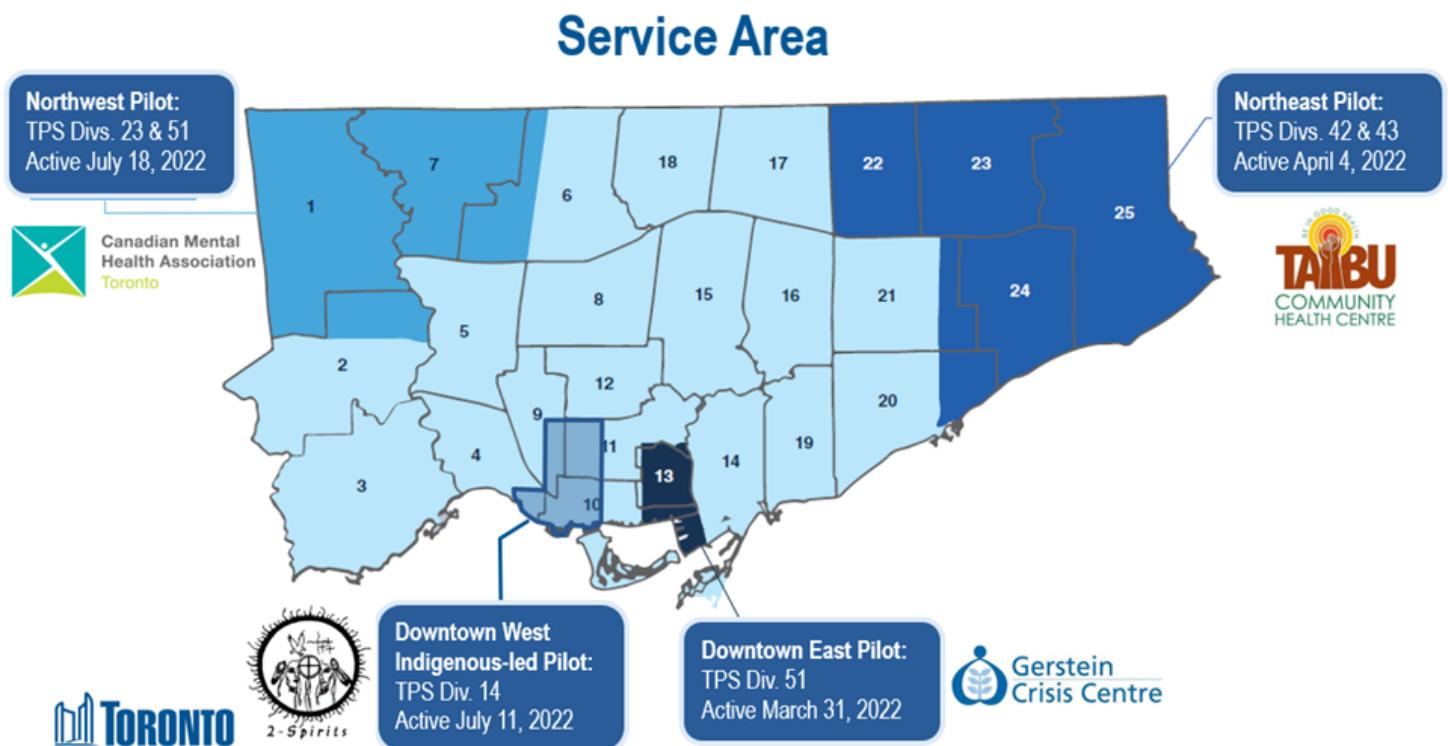 Service Area
Northwest Pilot:
TPS Divs. 23 & 51
Active July 18, 2022
Canadian Mental
Health Association
Toronto
Northeast Pilot:
TPS Divs. 42 & 43
Active April 4, 2022
BE IN GOOD HEALTH
TAIBU
COMMUNITY
HEALTH CENTRE
1
7
6
18
17
22
23
25
2
5
8
15
16
21
24
12
9
11
20
3
4
10
13
14
19
2-Spirits
Downtown West
Indigenous-led Pilot:
TPS Div. 14
Active July 11, 2022
Downtown East Pilot:
TPS Div. 51
Active March 31, 2022
Gerstein
Crisis Centre
TORONTO